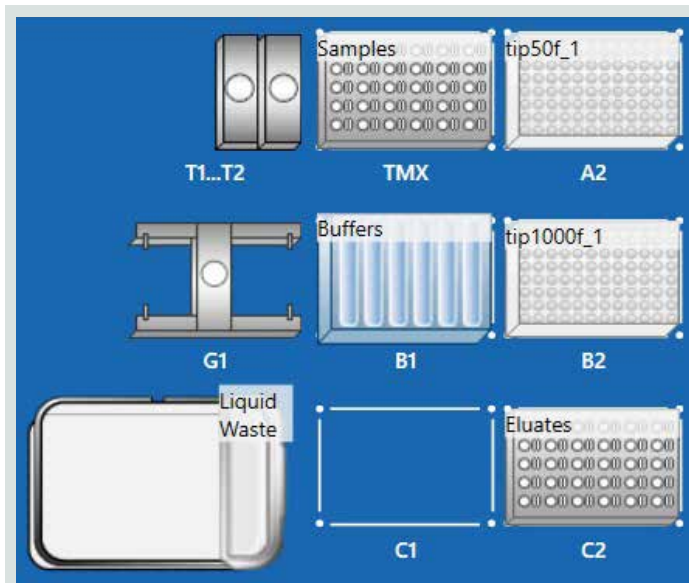 Samples
tip50f_1
T1...T2
TMX
A2
Buffers
tip1000f_1
G1
B1
B2
Liquid
Waste
Eluates
C1
C2